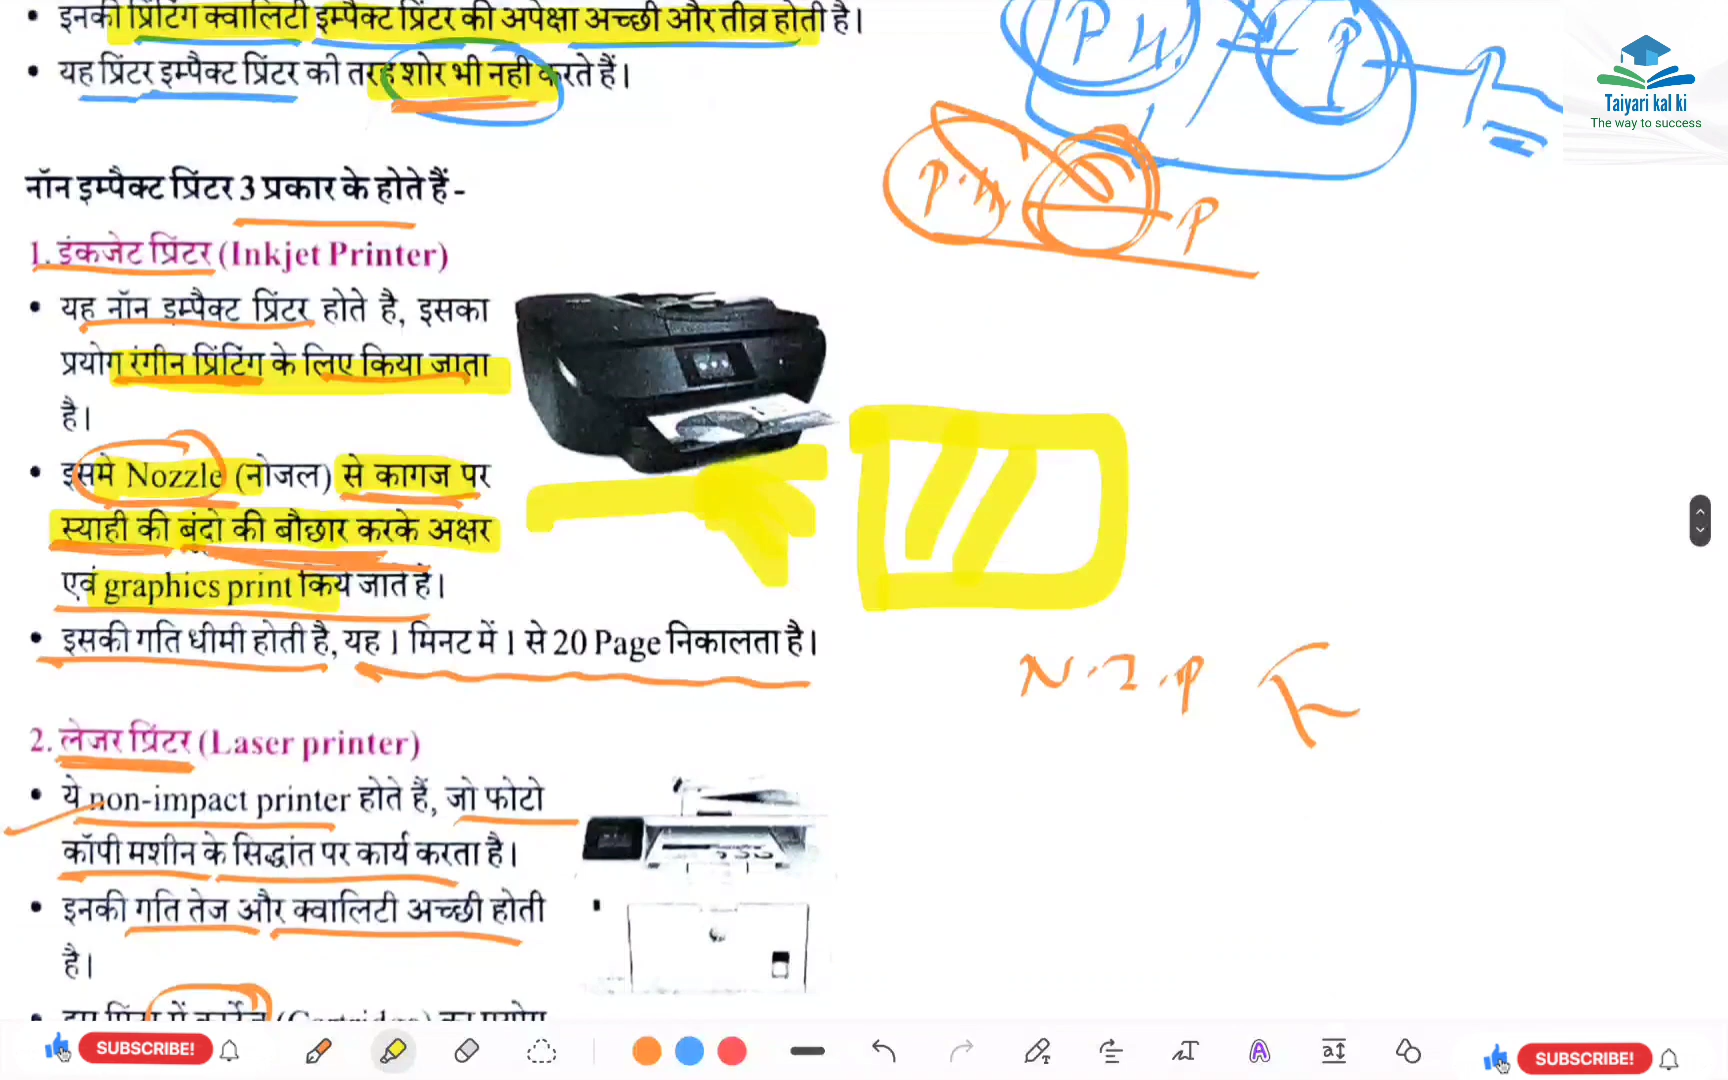 इनकी प्रिंटिंग क्वालिटी इम्पैक्ट प्रिंटर की अपेक्षा अच्छी और तीव्र होती है।
यह प्रिंटर इम्पैक्ट प्रिंटर की तरह शोर भी नही करते हैं।
P.H. P P
Taiyari kal ki
The way to success
P.H P
नॉन इम्पैक्ट प्रिंटर 3 प्रकार के होते हैं -
1. इंकजेट प्रिंटर (Inkjet Printer)
• यह नॉन इम्पैक्ट प्रिंटर होते है, इसका
प्रयोग रंगीन प्रिंटिंग के लिए किया जाता
है।
• इसमे Nozzle (नोजल) से कागज पर
स्याही की बूंदो की बौछार करके अक्षर
एवं graphics print किये जाते है।
• इसकी गति धीमी होती है, यह 1 मिनट में 1 से 20 Page निकालता है।
N.I.P
2. लेजर प्रिंटर (Laser printer)
• ये non-impact printer होते हैं, जो फोटो
कॉपी मशीन के सिद्धांत पर कार्य करता है।
• इनकी गति तेज और क्वालिटी अच्छी होती
है।
SUBSCRIBE!
SUBSCRIBE!